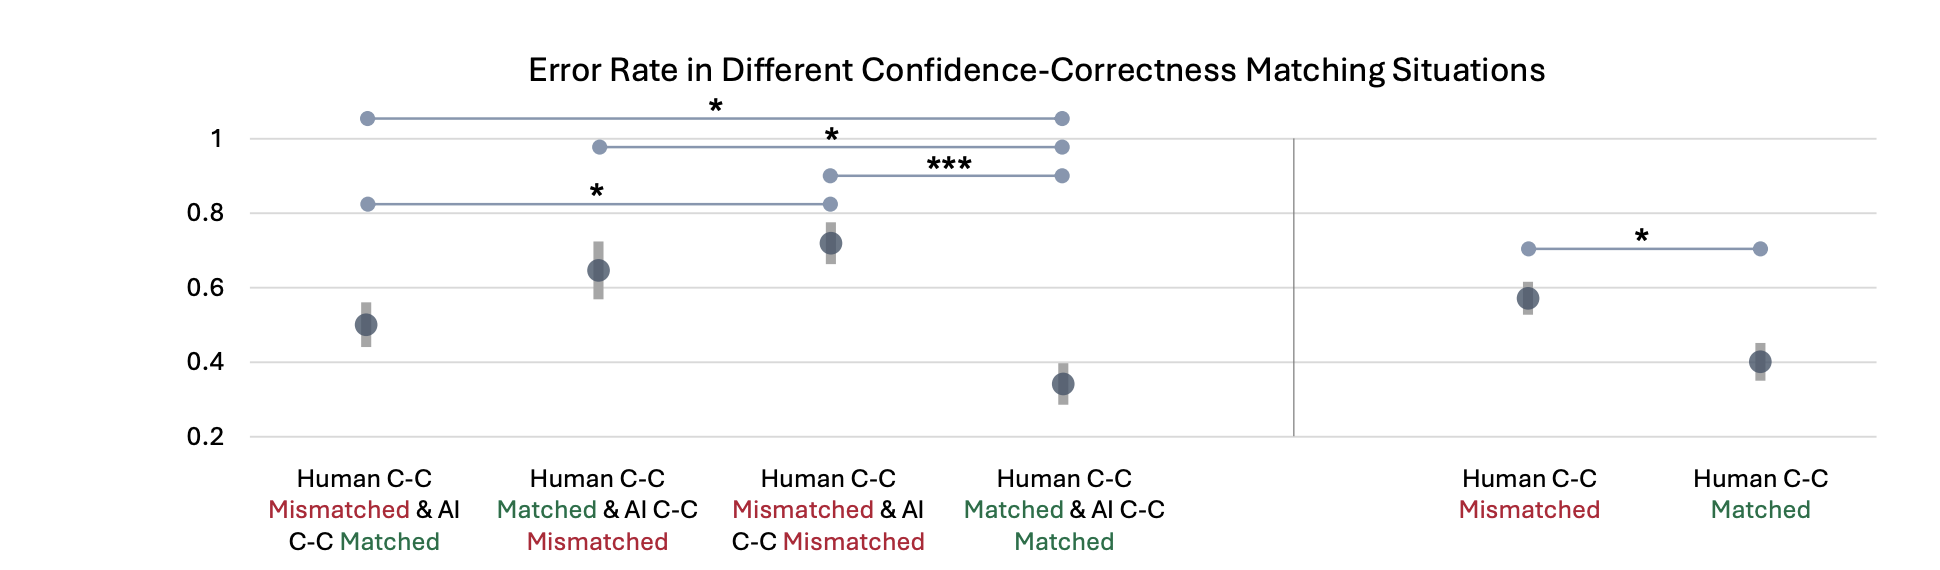 Error Rate in Different Confidence-Correctness Matching Situations
*
1
*
***
*
0.8
*
0.6
0.4
0.2
Human C-C
Mismatched & AI
C-C Matched
Human C-C
Matched & AI C-C
Mismatched
Human C-C
Mismatched & AI
C-C Mismatched
Human C-C
Matched & AI C-C
Matched
Human C-C
Mismatched
Human C-C
Matched